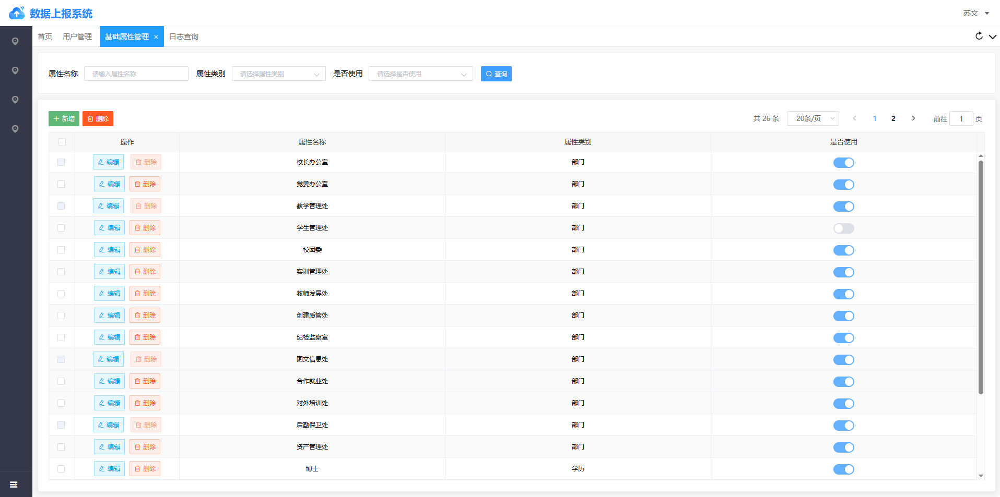 数据上报系统
苏文
首页 用户管理 基础属性管理 × 日志查询
属性名称 请输入属性名称 属性类别 请选择属性类别 是否使用 请选择是否使用 查询
新增 删除 共 26 条 20条/页 1 2 前往 1 页
操作 属性名称 属性类别 是否使用
编辑 删除 校长办公室 部门
编辑 删除 党委办公室 部门
编辑 删除 教学管理处 部门
编辑 删除 学生管理处 部门
编辑 删除 校团委 部门
编辑 删除 实训管理处 部门
编辑 删除 教师发展处 部门
编辑 删除 创建质管处 部门
编辑 删除 纪检监察室 部门
编辑 删除 图文信息处 部门
编辑 删除 合作就业处 部门
编辑 删除 对外培训处 部门
编辑 删除 后勤保卫处 部门
编辑 删除 资产管理处 部门
编辑 删除 博士 学历